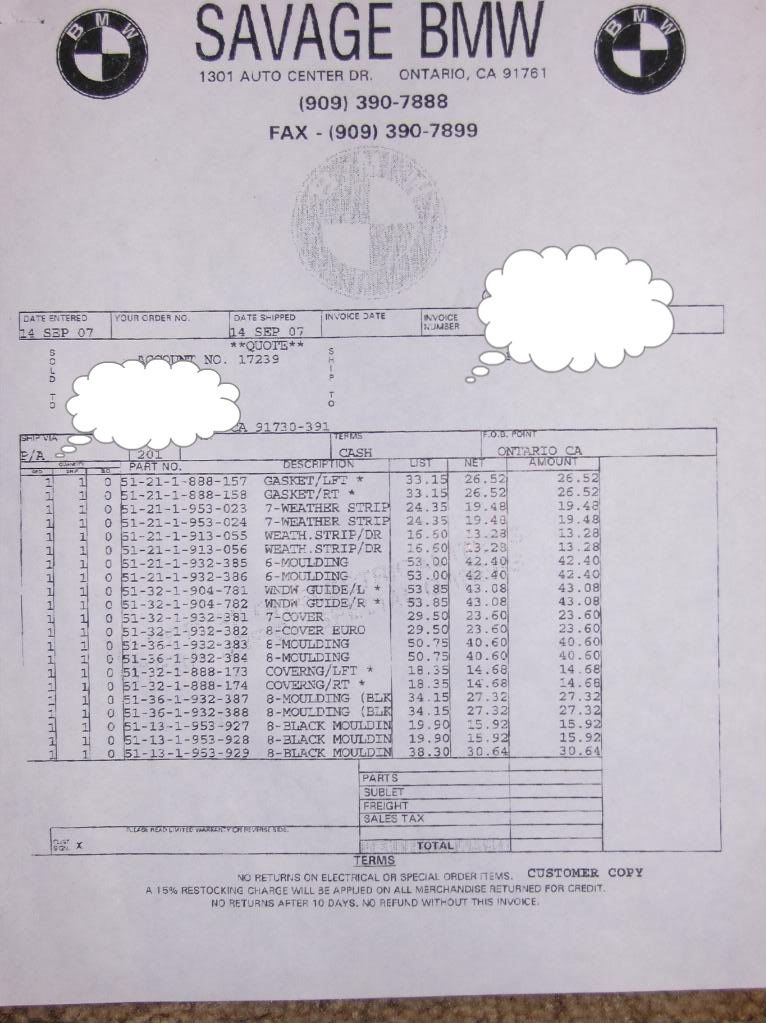 BMW SAVAGE BMW BMW
1301 AUTO CENTER DR. ONTARIO, CA 91761
(909) 390-7888
FAX - (909) 390-7899
DATE ENTERED YOUR ORDER NO. DATE SHIPPED INVOICE DATE INVOICE NUMBER
14 SEP 07 14 SEP 07
**QUOTE**
SOLD TO ACCOUNT NO. 17239 SHIP TO
CA 91730-391
SHIP VIA TERMS F.O.B. POINT
P/A 201 CASH ONTARIO CA
QUANTITY PART NO. DESCRIPTION LIST NET AMOUNT
ORD. SHIP B.O.
1 1 0 51-21-1-888-157 GASKET/LFT * 33.15 26.52 26.52
1 1 0 51-21-1-888-158 GASKET/RT * 33.15 26.52 26.52
1 1 0 51-21-1-953-023 7-WEATHER STRIP 24.35 19.48 19.48
1 1 0 51-21-1-953-024 7-WEATHER STRIP 24.35 19.48 19.48
1 1 0 51-21-1-913-055 WEATH.STRIP/DR 16.60 13.28 13.28
1 1 0 51-21-1-913-056 WEATH.STRIP/DR 16.60 13.28 13.28
1 1 0 51-21-1-932-385 6-MOULDING 53.00 42.40 42.40
1 1 0 51-21-1-932-386 6-MOULDING 53.00 42.40 42.40
1 1 0 51-32-1-904-781 WNDW GUIDE/L * 53.85 43.08 43.08
1 1 0 51-32-1-904-782 WNDW GUIDE/R * 53.85 43.08 43.08
1 1 0 51-32-1-932-381 7-COVER 29.50 23.60 23.60
1 1 0 51-32-1-932-382 8-COVER EURO 29.50 23.60 23.60
1 1 0 51-36-1-932-383 8-MOULDING 50.75 40.60 40.60
1 1 0 51-36-1-932-384 8-MOULDING 50.75 40.60 40.60
1 1 0 51-32-1-888-173 COVERNG/LFT * 18.35 14.68 14.68
1 1 0 51-32-1-888-174 COVERNG/RT * 18.35 14.68 14.68
1 1 0 51-36-1-932-387 8-MOULDING (BLK 34.15 27.32 27.32
1 1 0 51-36-1-932-388 8-MOULDING (BLK 34.15 27.32 27.32
1 1 0 51-13-1-953-927 8-BLACK MOULDIN 19.90 15.92 15.92
1 1 0 51-13-1-953-928 8-BLACK MOULDIN 19.90 15.92 15.92
1 1 0 51-13-1-953-929 8-BLACK MOULDIN 38.30 30.64 30.64
PARTS
SUBLET
FREIGHT
SALES TAX
PLEASE READ LIMITED WARRANTY ON REVERSE SIDE.
CUST. SIGN. X TOTAL
TERMS
NO RETURNS ON ELECTRICAL OR SPECIAL ORDER ITEMS. CUSTOMER COPY
A 15% RESTOCKING CHARGE WILL BE APPLIED ON ALL MERCHANDISE RETURNED FOR CREDIT.
NO RETURNS AFTER 10 DAYS. NO REFUND WITHOUT THIS INVOICE.